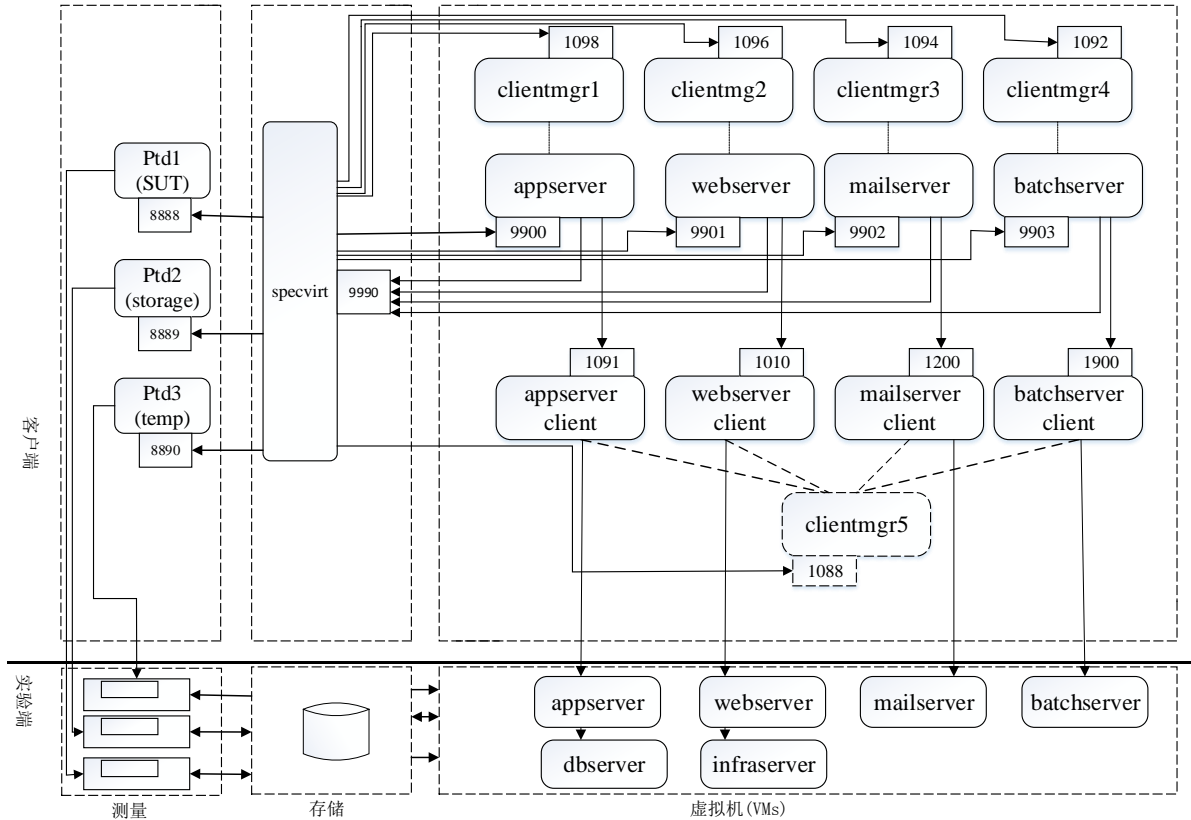 1098
1096
1094
1092
clientmgr1
clientmg2
clientmgr3
clientmgr4
Ptd1
(SUT)
8888
appserver
webserver
mailserver
batchserver
9900
9901
9902
9903
Ptd2
(storage)
8889
specvirt
9990
Ptd3
(temp)
8890
1091
1010
1200
1900
appserver
client
webserver
client
mailserver
client
batchserver
client
客户端
clientmgr5
1088
实验端
appserver
webserver
mailserver
batchserver
dbserver
infraserver
测量
存储
虚拟机(VMs)